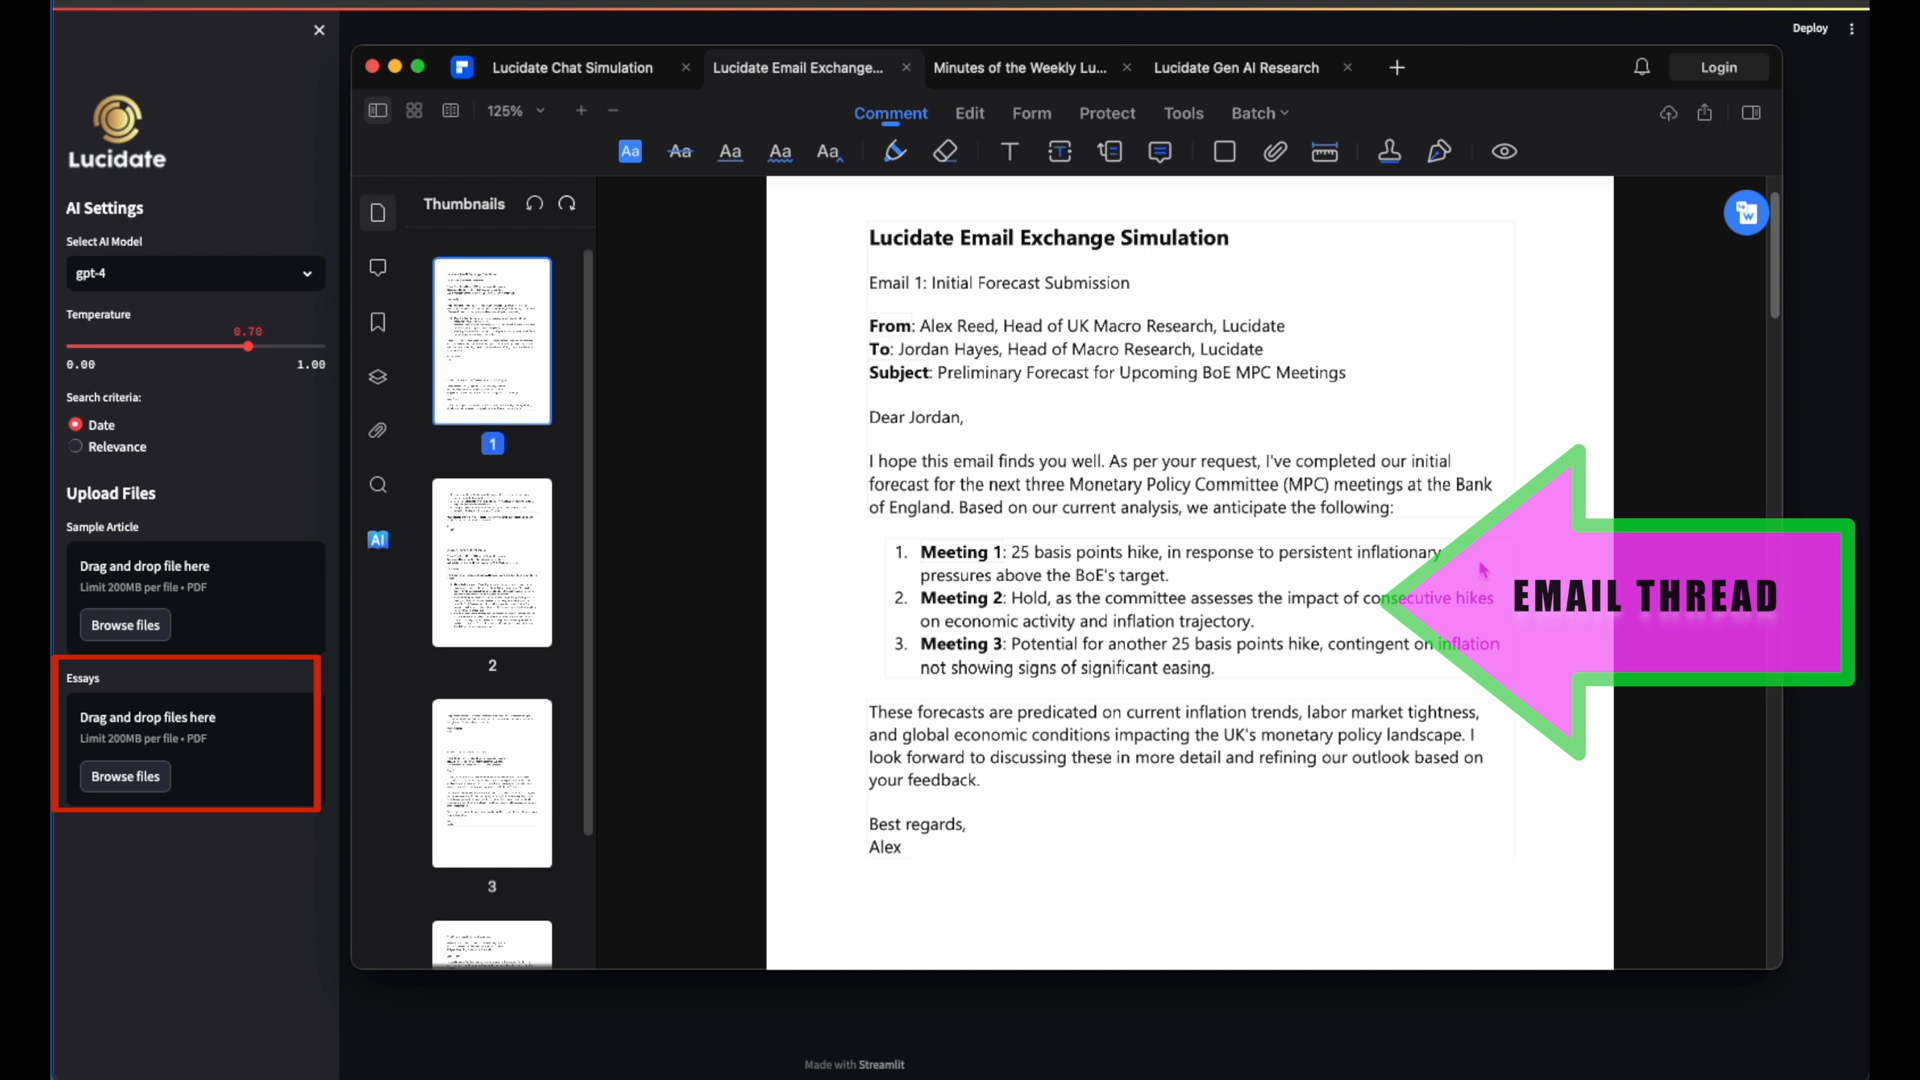 Deploy
Lucidate
AI Settings
Select AI Model
gpt-4
Temperature
0.70
0.00
1.00
Search criteria:
Date
Relevance
Upload Files
Sample Article
Drag and drop file here
Limit 200MB per file • PDF
Browse files
Essays
Drag and drop files here
Limit 200MB per file • PDF
Browse files
Lucidate Chat Simulation
Lucidate Email Exchange...
Minutes of the Weekly Lu...
Lucidate Gen AI Research
Login
125%
Comment
Edit
Form
Protect
Tools
Batch
Aa
Aa
Aa
Aa
Aa
Thumbnails
AI
1
2
3
W
Lucidate Email Exchange Simulation
Email 1: Initial Forecast Submission
From: Alex Reed, Head of UK Macro Research, Lucidate
To: Jordan Hayes, Head of Macro Research, Lucidate
Subject: Preliminary Forecast for Upcoming BoE MPC Meetings
Dear Jordan,
I hope this email finds you well. As per your request, I've completed our initial
forecast for the next three Monetary Policy Committee (MPC) meetings at the Bank
of England. Based on our current analysis, we anticipate the following:
1. Meeting 1: 25 basis points hike, in response to persistent inflationary
pressures above the BoE's target.
2. Meeting 2: Hold, as the committee assesses the impact of consecutive hikes
on economic activity and inflation trajectory.
3. Meeting 3: Potential for another 25 basis points hike, contingent on inflation
not showing signs of significant easing.
These forecasts are predicated on current inflation trends, labor market tightness,
and global economic conditions impacting the UK's monetary policy landscape. I
look forward to discussing these in more detail and refining our outlook based on
your feedback.
Best regards,
Alex
EMAIL THREAD
Made with Streamlit